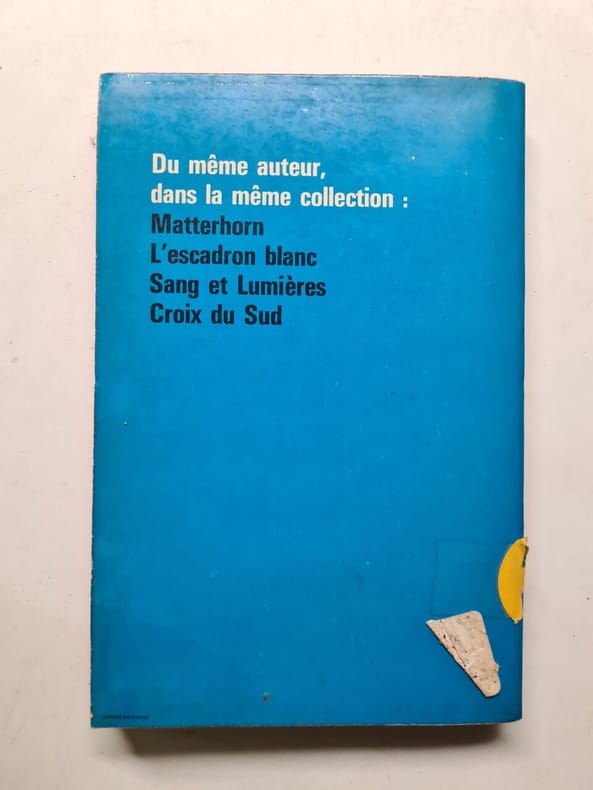 Du même auteur,
dans la même collection :
Matterhorn
L'escadron blanc
Sang et Lumières
Croix du Sud